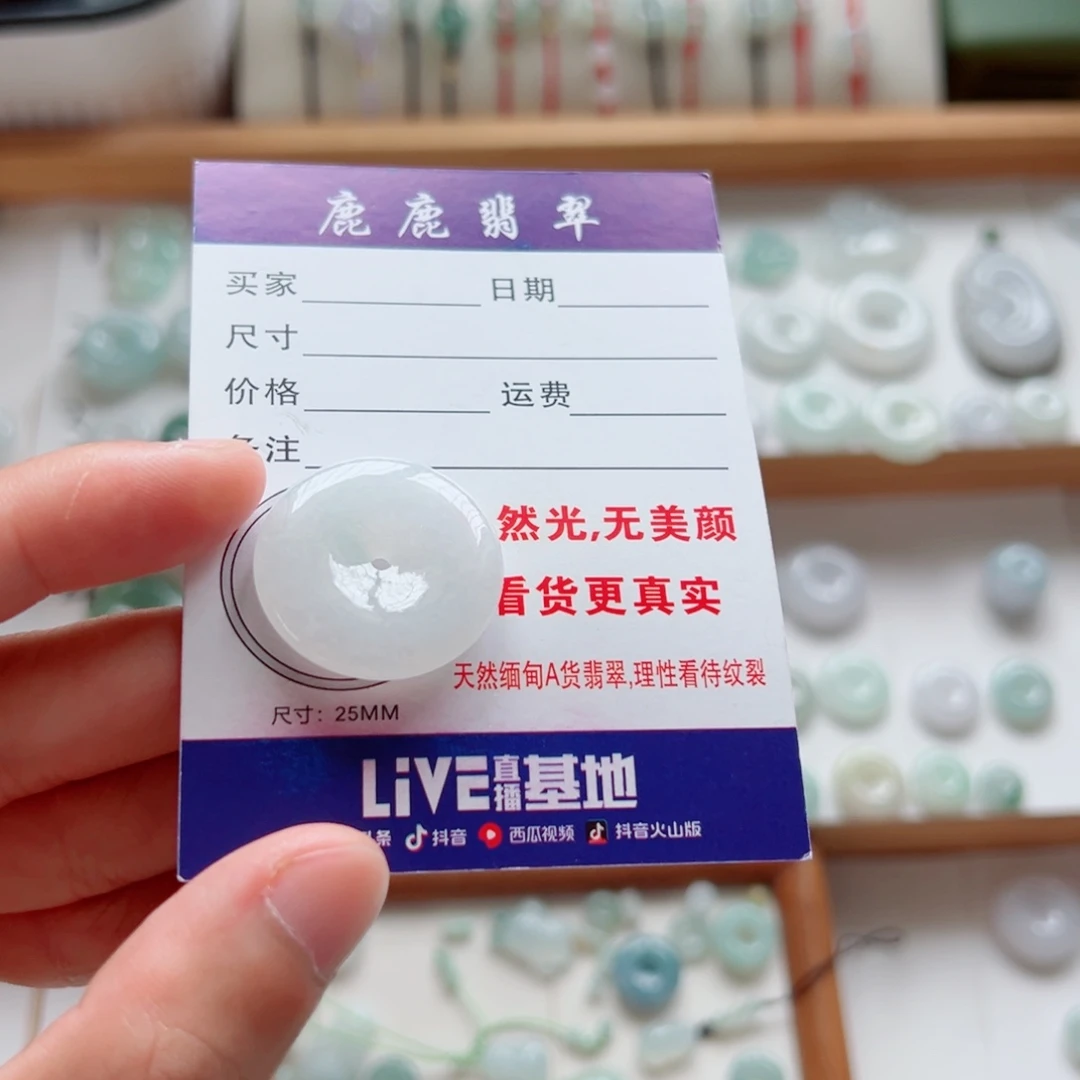 鹿鹿翡翠
买家 日期
尺寸
价格 运费
备注
然光,无美颜
看货更真实
天然缅甸A货翡翠,理性看待纹裂
尺寸：25MM
LiVE直播基地
条 抖音 西瓜视频 抖音火山版